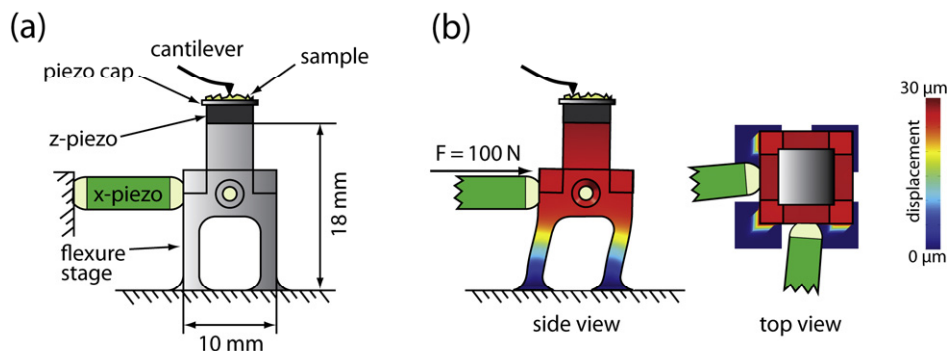 (a)
cantilever
sample
piezo cap
z-piezo
x-piezo
flexure
stage
18 mm
10 mm
(b)
F = 100 N
side view
top view
30 µm
displacement
0 µm